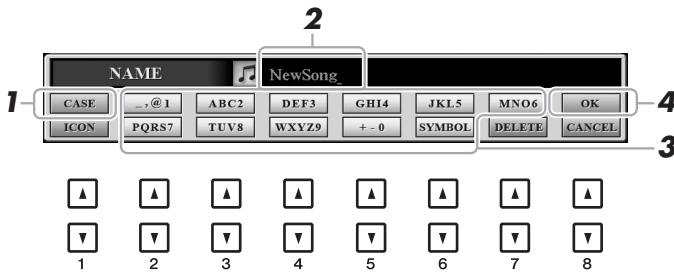 2
NAME NewSong_
1 CASE _,@1 ABC2 DEF3 GHI4 JKL5 MNO6 OK 4
ICON PQRS7 TUV8 WXYZ9 +-0 SYMBOL DELETE CANCEL
3
1 2 3 4 5 6 7 8